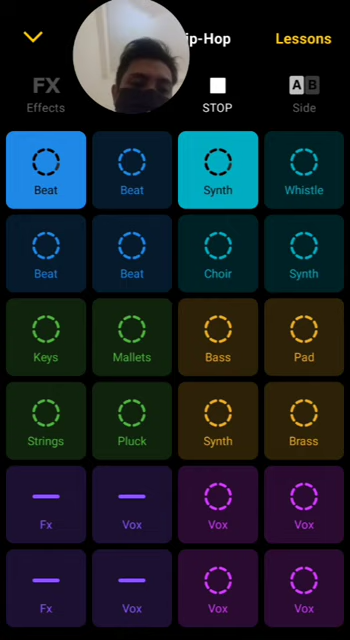 ip-Hop Lessons
FX
Effects
STOP
A B
Side
Beat Beat Synth Whistle
Beat Beat Choir Synth
Keys Mallets Bass Pad
Strings Pluck Synth Brass
Fx Vox Vox Vox
Fx Vox Vox Vox